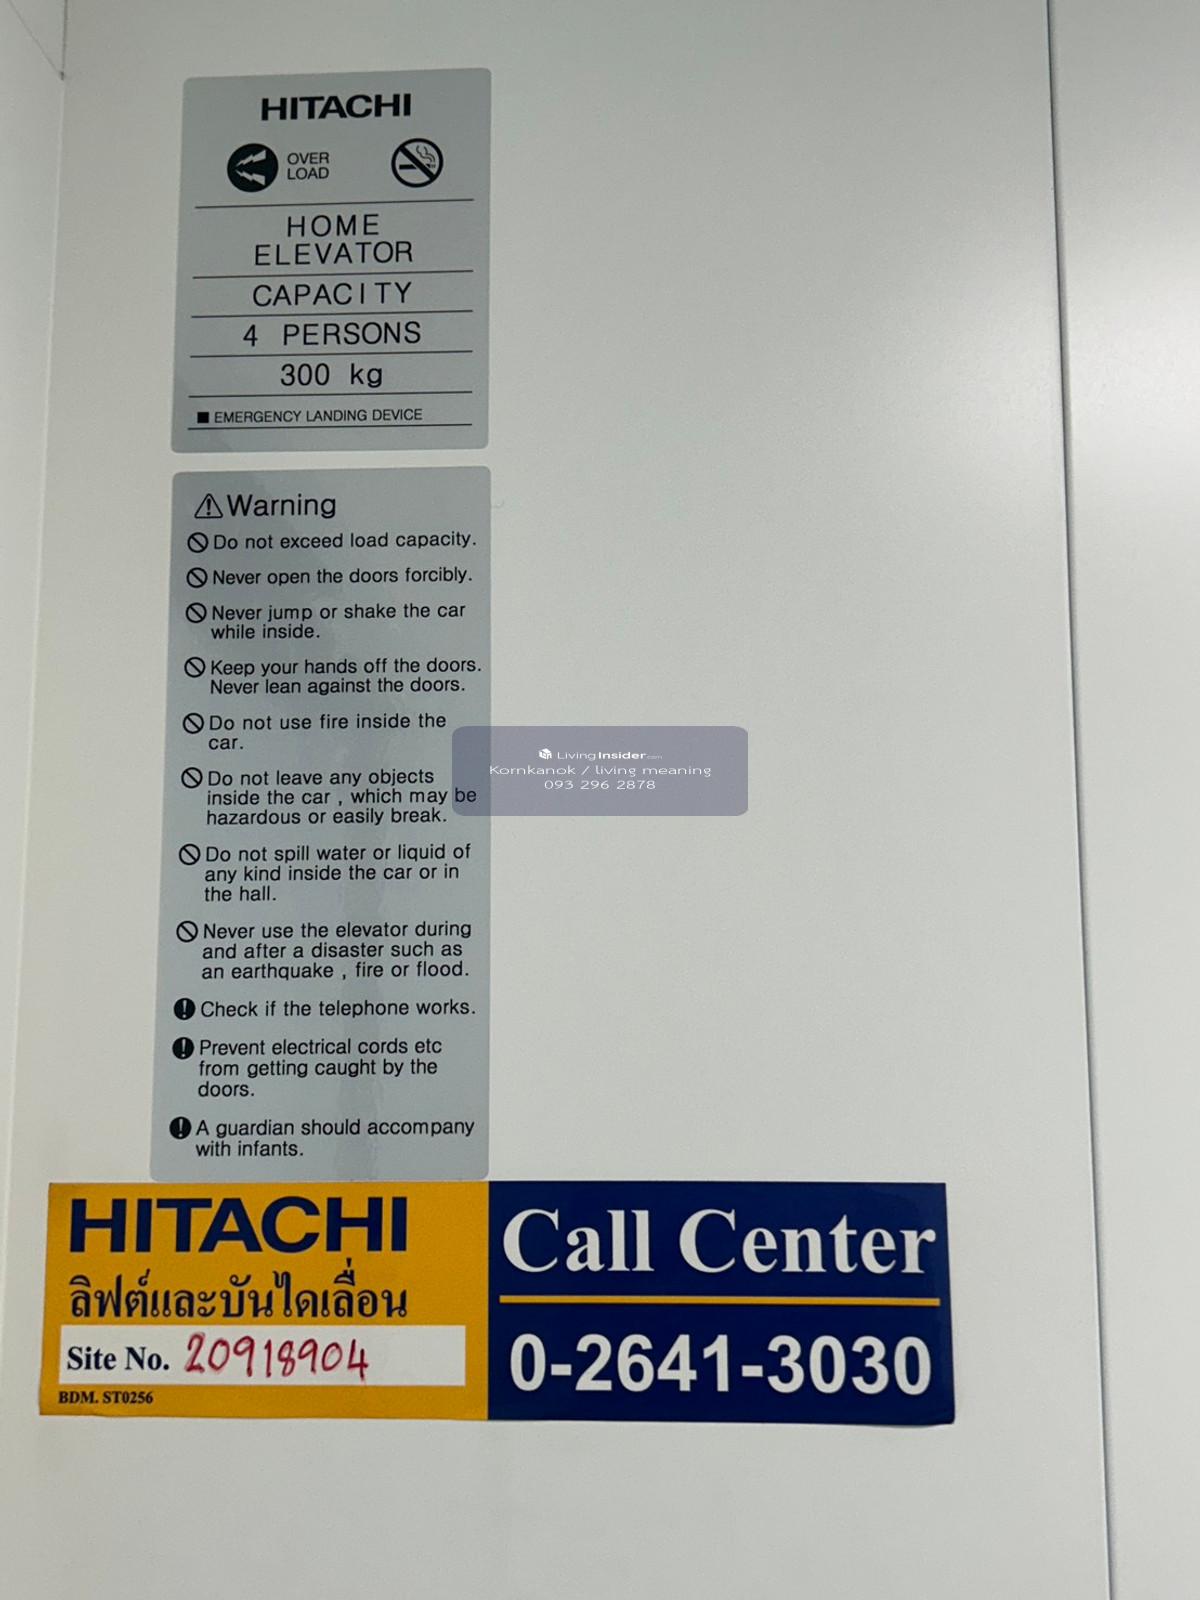 HITACHI
OVER
LOAD
HOME
ELEVATOR
CAPACITY
4 PERSONS
300 kg
■ EMERGENCY LANDING DEVICE
Warning
Do not exceed load capacity.
Never open the doors forcibly.
Never jump or shake the car
while inside.
Keep your hands off the doors.
Never lean against the doors.
Do not use fire inside the
car.
Do not leave any objects
inside the car , which may be
hazardous or easily break.
Do not spill water or liquid of
any kind inside the car or in
the hall.
Never use the elevator during
and after a disaster such as
an earthquake , fire or flood.
Check if the telephone works.
Prevent electrical cords etc
from getting caught by the
doors.
A guardian should accompany
with infants.
LivingInsider.com
Kornkanok / living meaning
093 296 2878
HITACHI
ลิฟต์และบันไดเลื่อน
Site No. 20918904
BDM. ST0256
Call Center
0-2641-3030